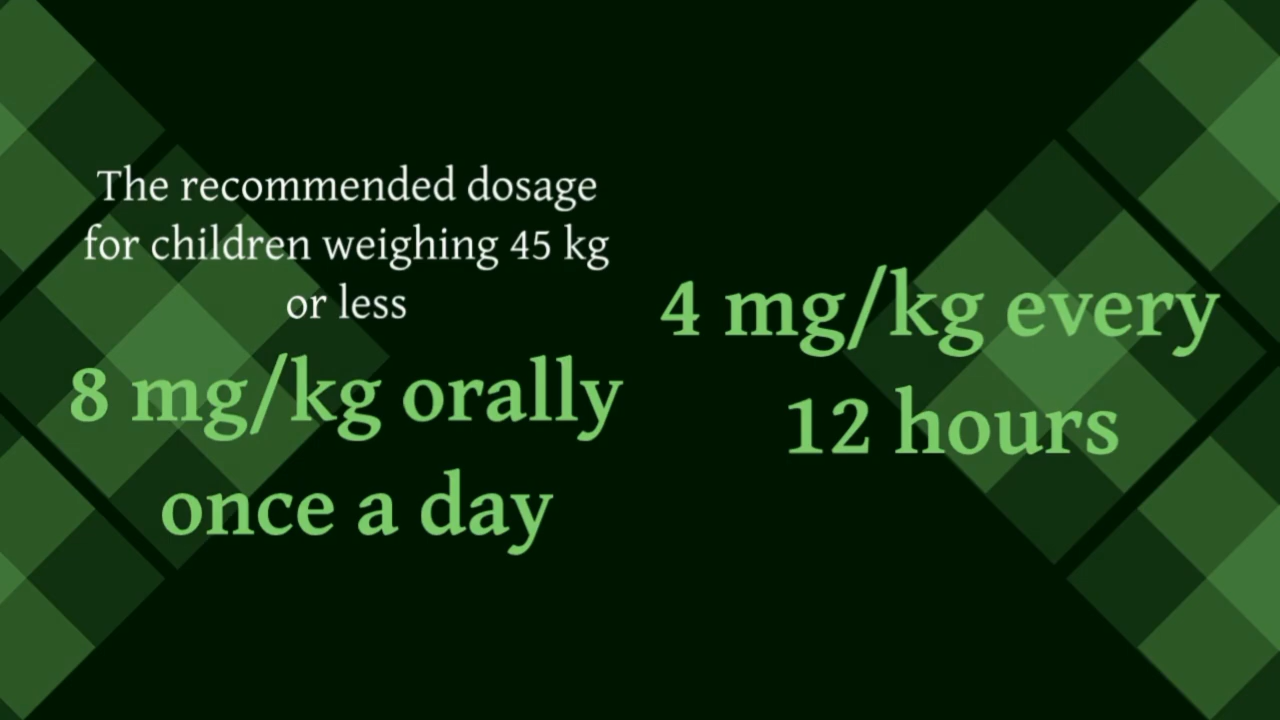 The recommended dosage
for children weighing 45 kg
or less
8 mg/kg orally
once a day
4 mg/kg every
12 hours